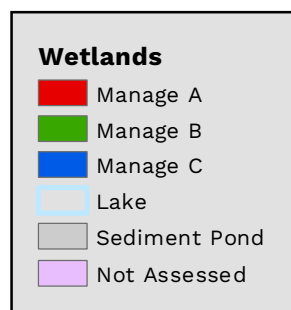 Wetlands
Manage A
Manage B
Manage C
Lake
Sediment Pond
Not Assessed